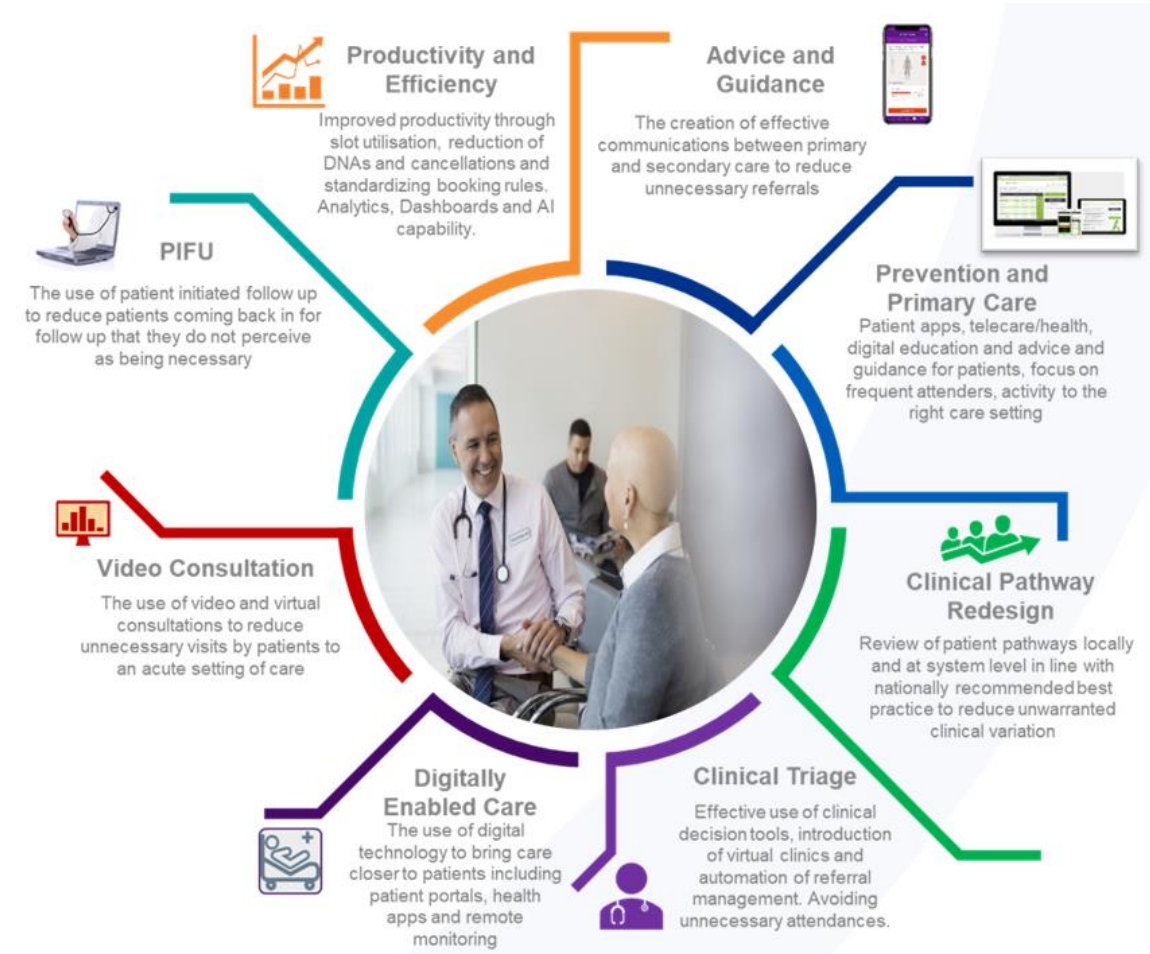 Productivity and
Efficiency
Improved productivity through
slot utilisation, reduction of
DNAs and cancellations and
standardizing booking rules.
Analytics, Dashboards and AI
capability.
Advice and
Guidance
The creation of effective
communications between primary
and secondary care to reduce
unnecessary referrals
Prevention and
Primary Care
Patient apps, telecare/health,
digital education and advice and
guidance for patients, focus on
frequent attenders, activity to the
right care setting
Clinical Pathway
Redesign
Review of patient pathways locally
and at system level in line with
nationally recommended best
practice to reduce unwarranted
clinical variation
Clinical Triage
Effective use of clinical
decision tools, introduction
of virtual clinics and
automation of referral
management. Avoiding
unnecessary attendances.
Digitally
Enabled Care
The use of digital
technology to bring care
closer to patients including
patient portals, health
apps and remote
monitoring
Video Consultation
The use of video and virtual
consultations to reduce
unnecessary visits by patients to
an acute setting of care
PIFU
The use of patient initiated follow up
to reduce patients coming back in for
follow up that they do not perceive
as being necessary